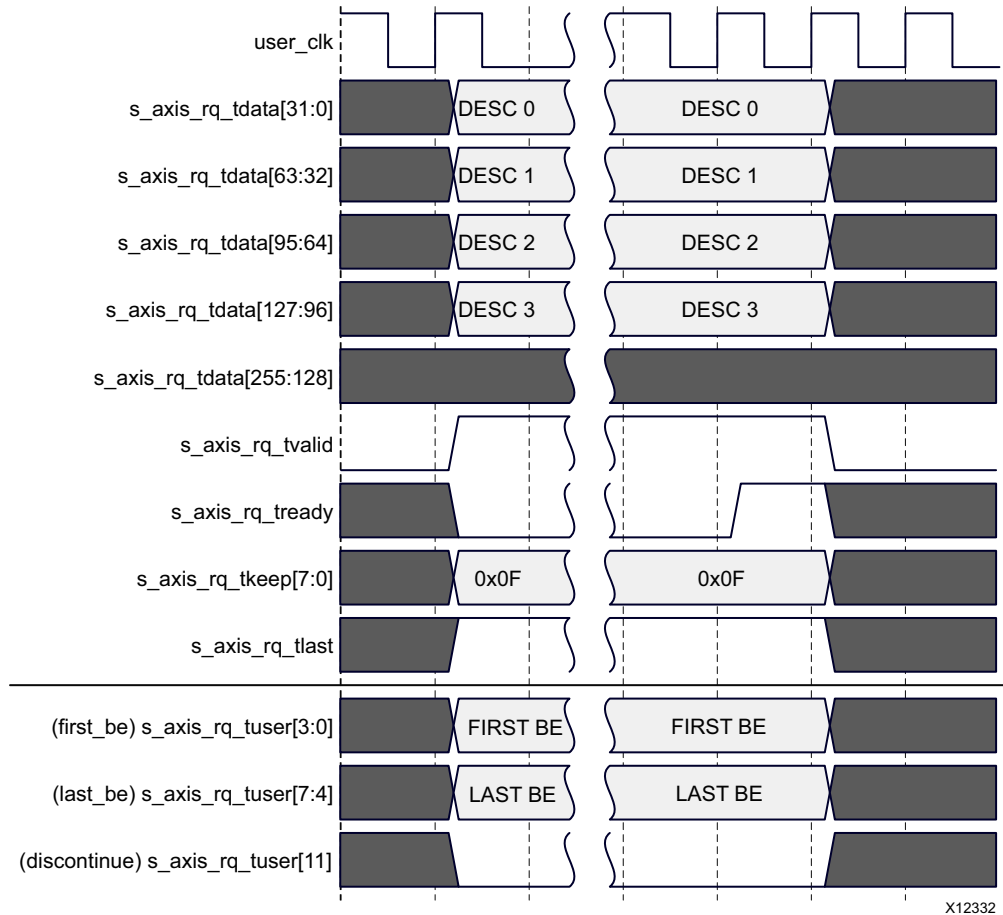 user_clk
s_axis_rq_tdata[31:0] DESC 0 DESC 0
s_axis_rq_tdata[63:32] DESC 1 DESC 1
s_axis_rq_tdata[95:64] DESC 2 DESC 2
s_axis_rq_tdata[127:96] DESC 3 DESC 3
s_axis_rq_tdata[255:128]
s_axis_rq_tvalid
s_axis_rq_tready
s_axis_rq_tkeep[7:0] 0x0F 0x0F
s_axis_rq_tlast
(first_be) s_axis_rq_tuser[3:0] FIRST BE FIRST BE
(last_be) s_axis_rq_tuser[7:4] LAST BE LAST BE
(discontinue) s_axis_rq_tuser[11]
X12332